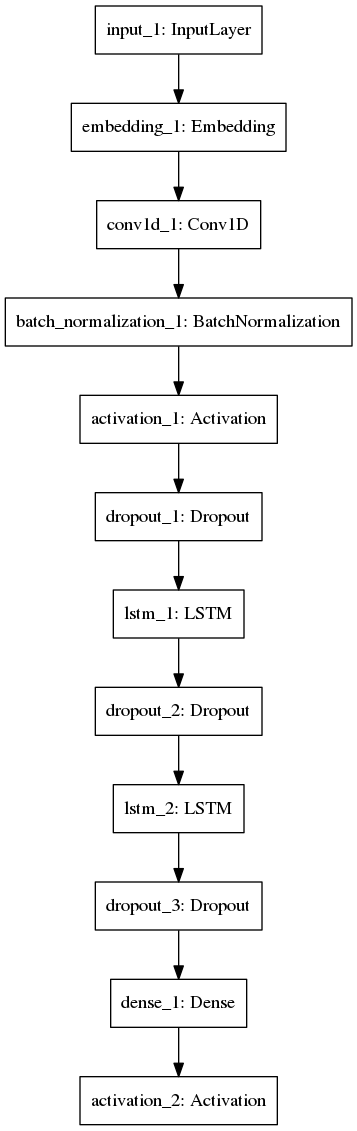 input_1: InputLayer
embedding_1: Embedding
conv1d_1: Conv1D
batch_normalization_1: BatchNormalization
activation_1: Activation
dropout_1: Dropout
lstm_1: LSTM
dropout_2: Dropout
lstm_2: LSTM
dropout_3: Dropout
dense_1: Dense
activation_2: Activation